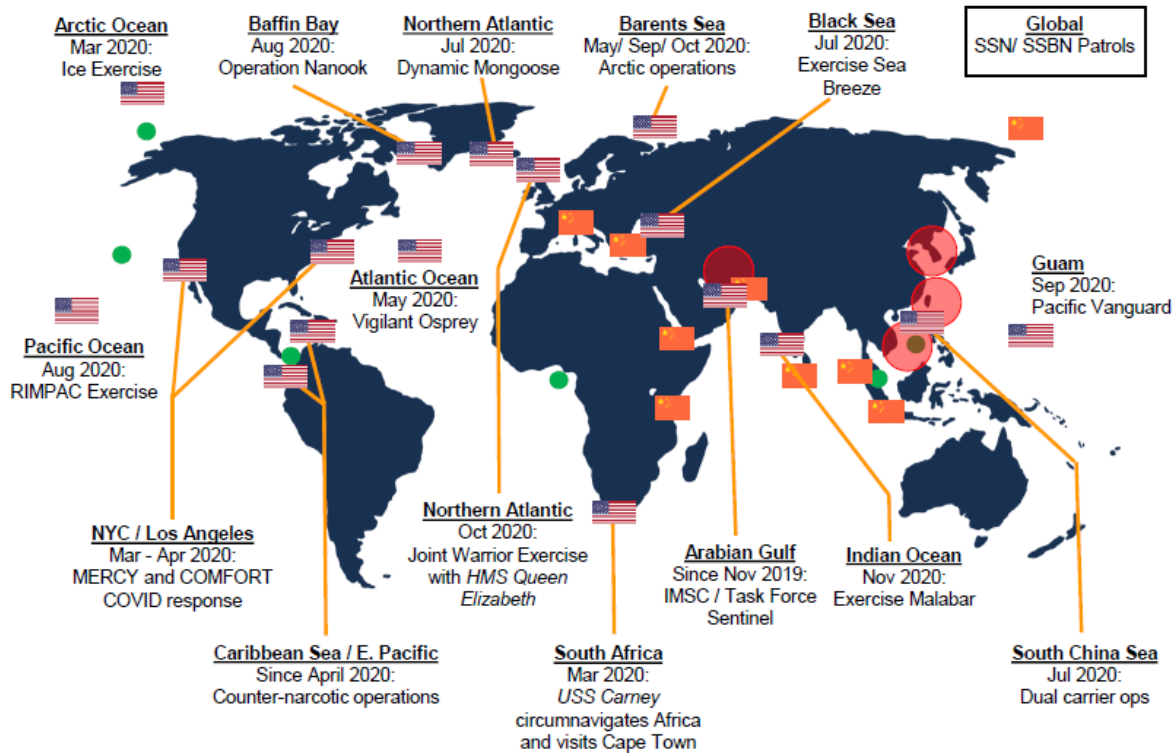 Arctic Ocean
Mar 2020:
Ice Exercise
Baffin Bay
Aug 2020:
Operation Nanook
Northern Atlantic
Jul 2020:
Dynamic Mongoose
Barents Sea
May/ Sep/ Oct 2020:
Arctic operations
Black Sea
Jul 2020:
Exercise Sea
Breeze
Global
SSN/ SSBN Patrols
Atlantic Ocean
May 2020:
Vigilant Osprey
Guam
Sep 2020:
Pacific Vanguard
Pacific Ocean
Aug 2020:
RIMPAC Exercise
NYC / Los Angeles
Mar - Apr 2020:
MERCY and COMFORT
COVID response
Northern Atlantic
Oct 2020:
Joint Warrior Exercise
with HMS Queen
Elizabeth
Arabian Gulf
Since Nov 2019:
IMSC / Task Force
Sentinel
Indian Ocean
Nov 2020:
Exercise Malabar
Caribbean Sea / E. Pacific
Since April 2020:
Counter-narcotic operations
South Africa
Mar 2020:
USS Carney
circumnavigates Africa
and visits Cape Town
South China Sea
Jul 2020:
Dual carrier ops